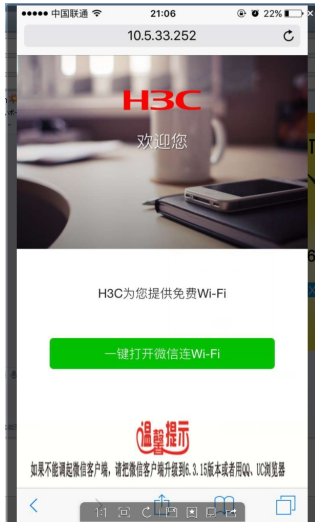 中国联通
21:06
22%
10.5.33.252
H3C
欢迎您
H3C为您提供免费Wi-Fi
一键打开微信连Wi-Fi
温馨提示
如果不能调起微信客户端，请把微信客户端升级到6.3.15版本或者用QQ、UC浏览器
1:1